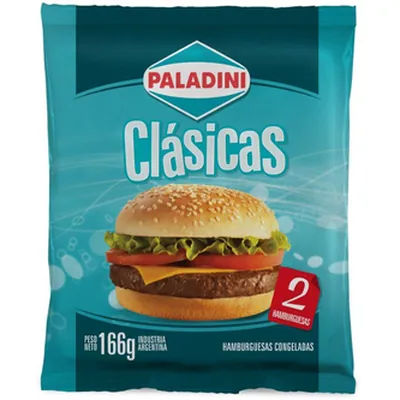 PALADINI
Clásicas
2
HAMBURGUESAS
PESO
NETO
166g
INDUSTRIA
ARGENTINA
HAMBURGUESAS CONGELADAS